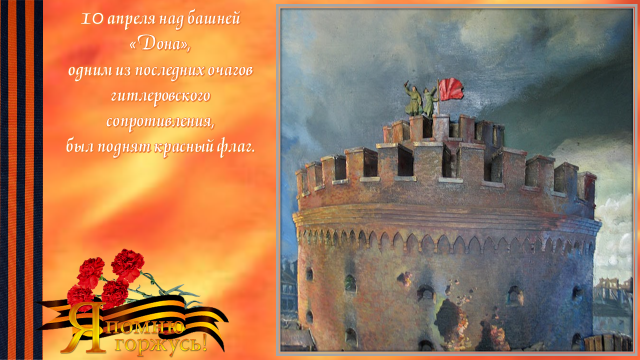 10 апреля над башней
«Дона»,
одним из последних очагов
гитлеровского
сопротивления,
был поднят красный флаг.
Я помню
горжусь!